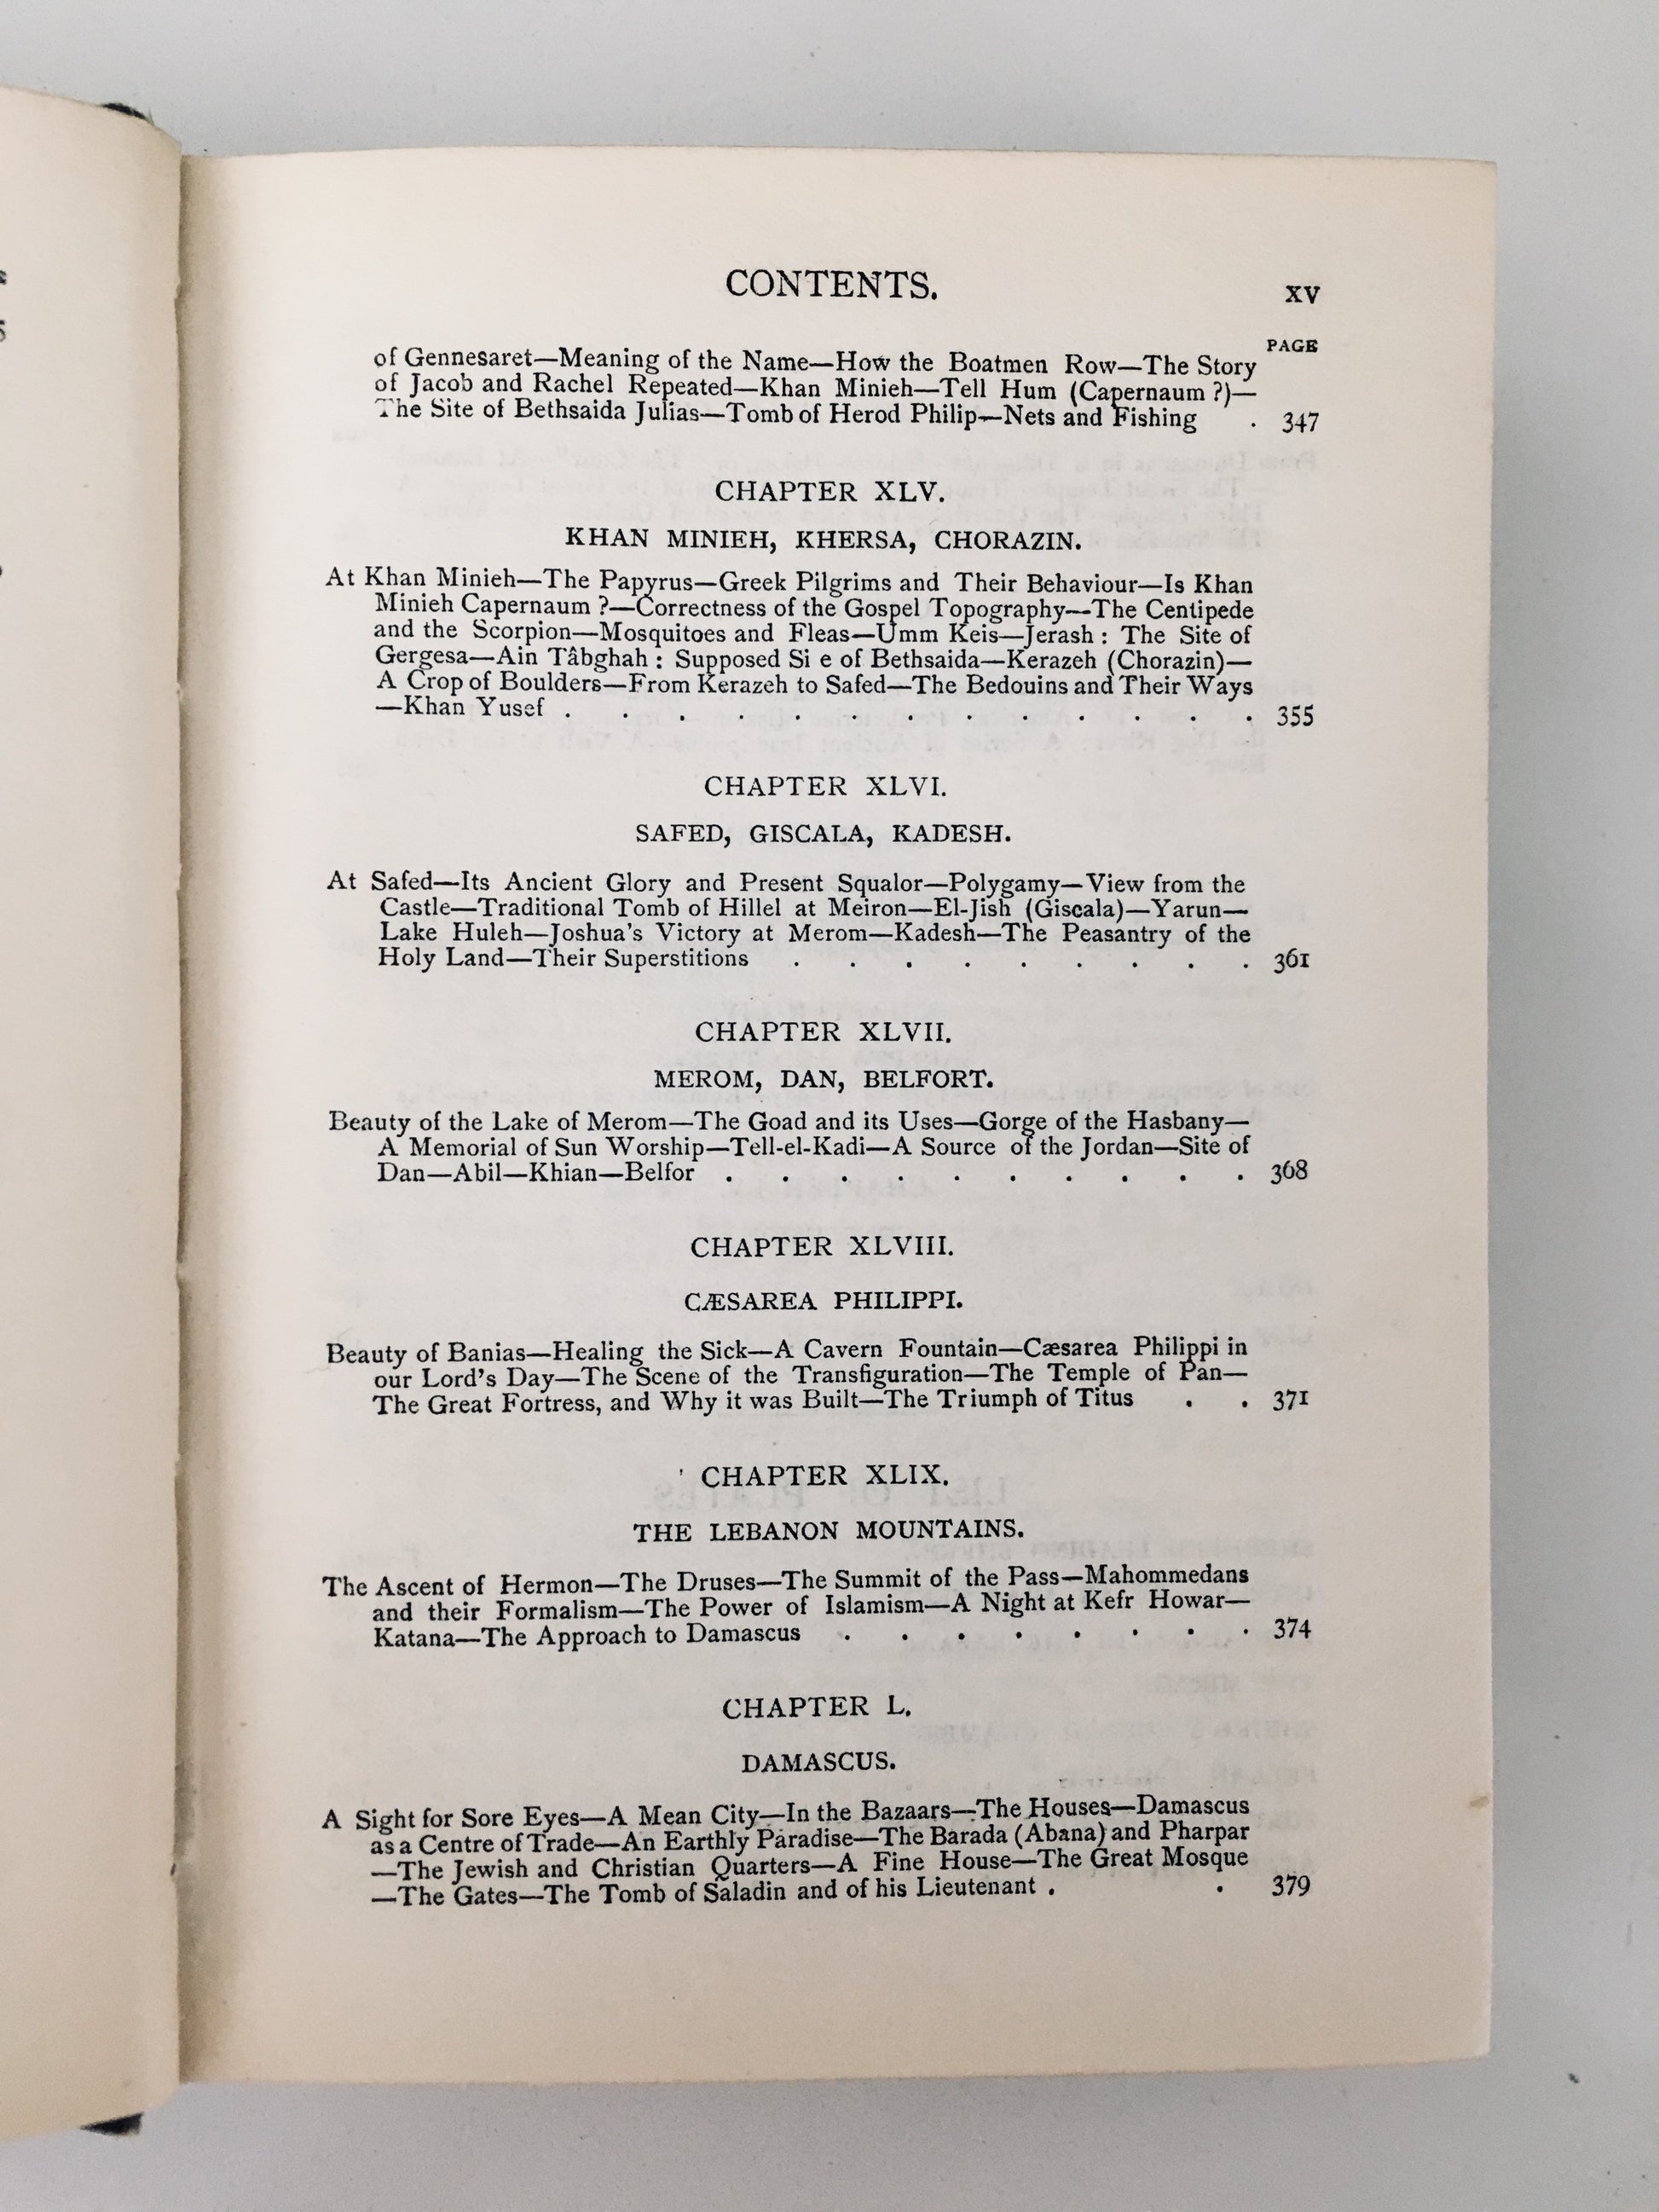 CONTENTS. XV
PAGE
of Gennesaret—Meaning of the Name—How the Boatmen Row—The Story
of Jacob and Rachel Repeated—Khan Minieh—Tell Hum (Capernaum ?)—
The Site of Bethsaida Julias—Tomb of Herod Philip—Nets and Fishing . 347
CHAPTER XLV.
KHAN MINIEH, KHERSA, CHORAZIN.
At Khan Minieh—The Papyrus—Greek Pilgrims and Their Behaviour—Is Khan
Minieh Capernaum ?—Correctness of the Gospel Topography—The Centipede
and the Scorpion—Mosquitoes and Fleas—Umm Keis—Jerash : The Site of
Gergesa—Ain Tâbghah : Supposed Si e of Bethsaida—Kerazeh (Chorazin)—
A Crop of Boulders—From Kerazeh to Safed—The Bedouins and Their Ways
—Khan Yusef . . . . . . . . . . . . . 355
CHAPTER XLVI.
SAFED, GISCALA, KADESH.
At Safed—Its Ancient Glory and Present Squalor—Polygamy—View from the
Castle—Traditional Tomb of Hillel at Meiron—El-Jish (Giscala)—Yarun—
Lake Huleh—Joshua's Victory at Merom—Kadesh—The Peasantry of the
Holy Land—Their Superstitions . . . . . . . . . 361
CHAPTER XLVII.
MEROM, DAN, BELFORT.
Beauty of the Lake of Merom—The Goad and its Uses—Gorge of the Hasbany—
A Memorial of Sun Worship—Tell-el-Kadi—A Source of the Jordan—Site of
Dan—Abil—Khian—Belfor . . . . . . . . . . 368
CHAPTER XLVIII.
CÆSAREA PHILIPPI.
Beauty of Banias—Healing the Sick—A Cavern Fountain—Cæsarea Philippi in
our Lord's Day—The Scene of the Transfiguration—The Temple of Pan—
The Great Fortress, and Why it was Built—The Triumph of Titus . . 371
CHAPTER XLIX.
THE LEBANON MOUNTAINS.
The Ascent of Hermon—The Druses—The Summit of the Pass—Mahommedans
and their Formalism—The Power of Islamism—A Night at Kefr Howar—
Katana—The Approach to Damascus . . . . . . . . 374
CHAPTER L.
DAMASCUS.
A Sight for Sore Eyes—A Mean City—In the Bazaars—The Houses—Damascus
as a Centre of Trade—An Earthly Paradise—The Barada (Abana) and Pharpar
—The Jewish and Christian Quarters—A Fine House—The Great Mosque
—The Gates—The Tomb of Saladin and of his Lieutenant . . 379